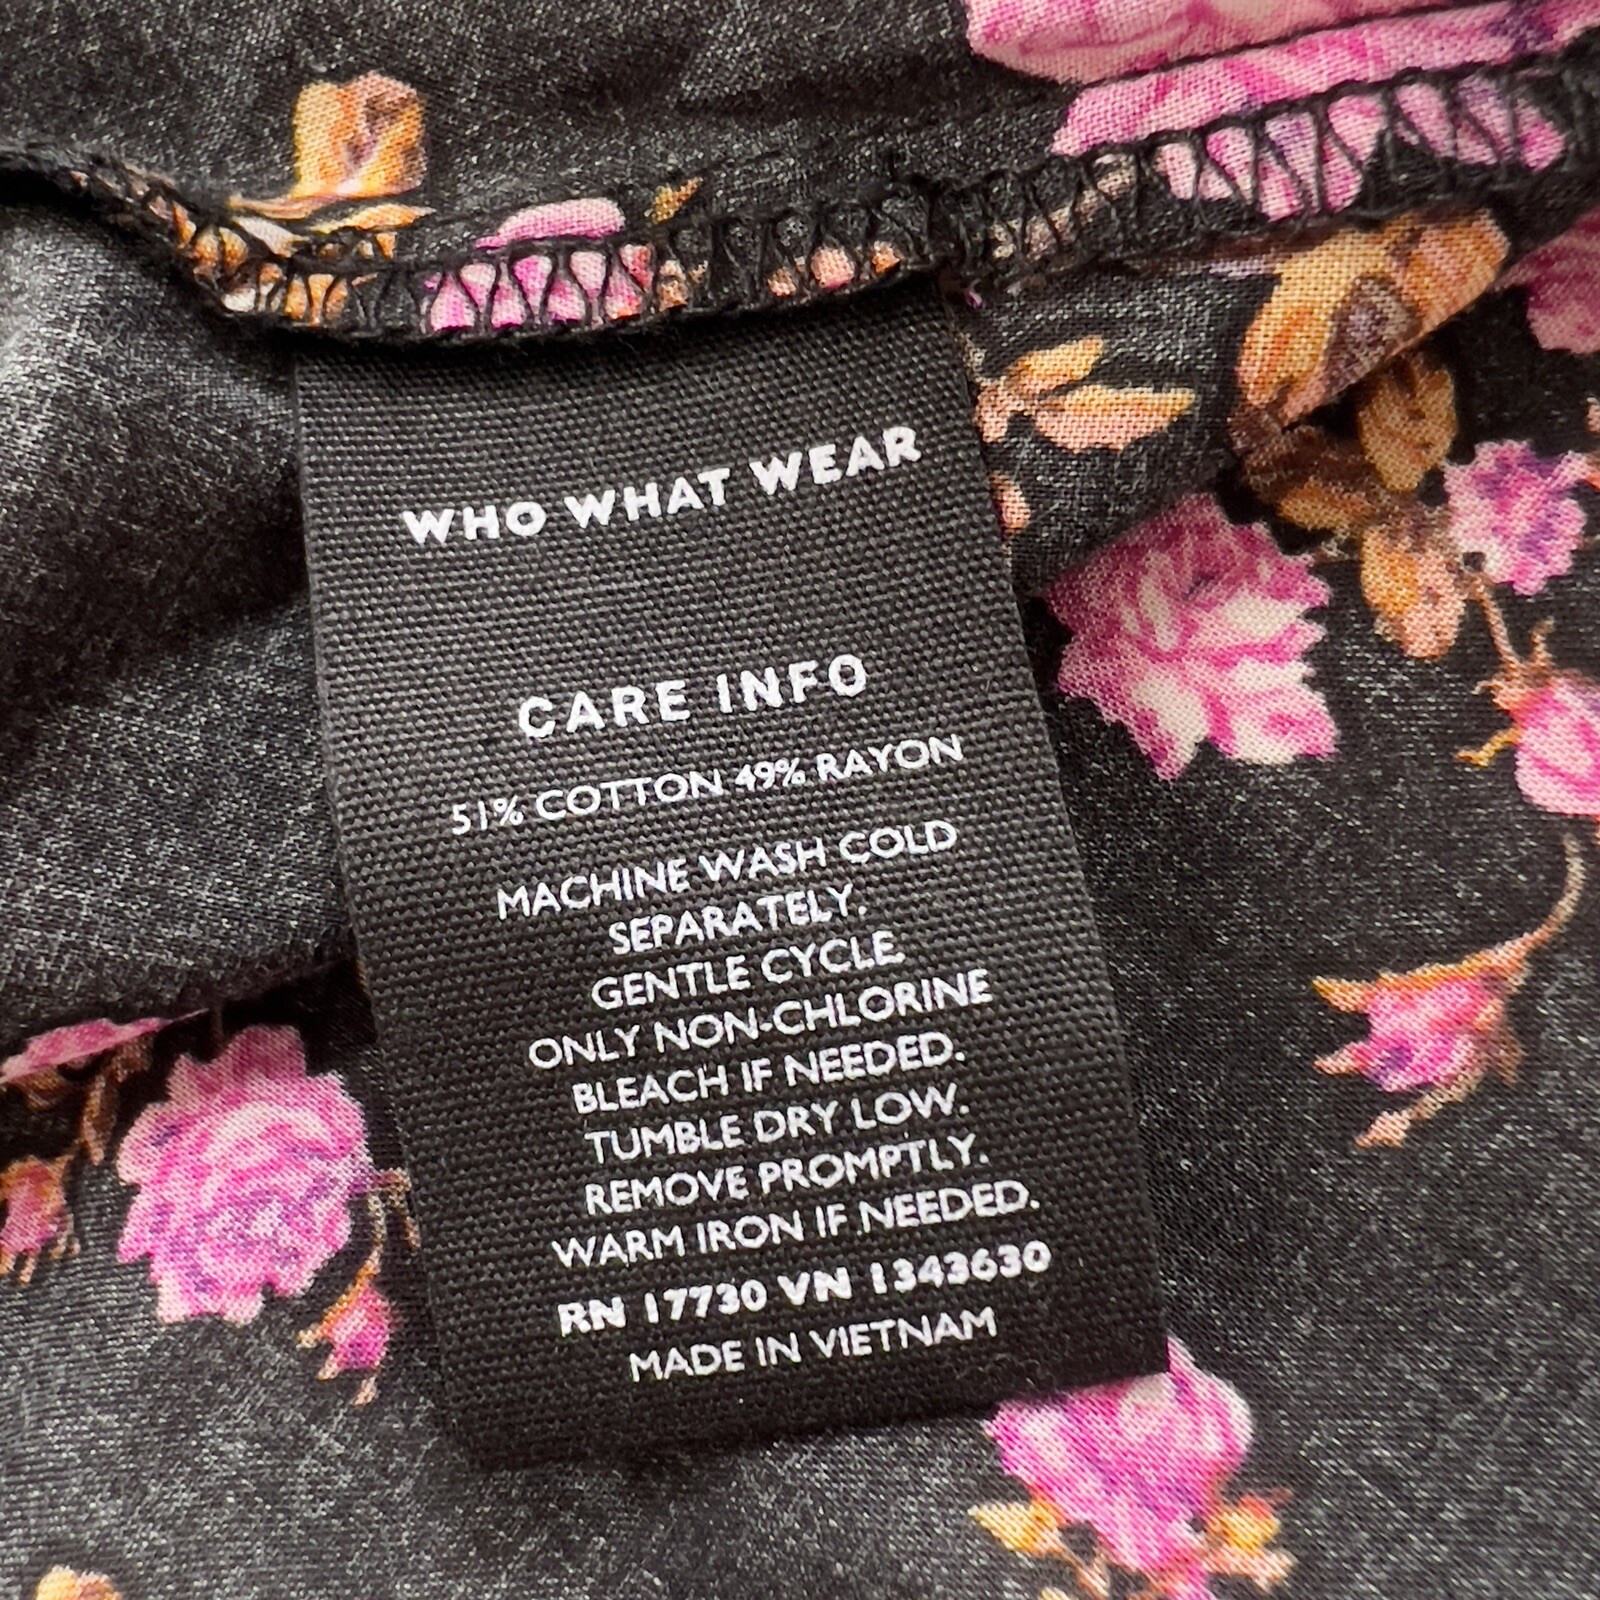 WHO WHAT WEAR
CARE INFO
51% COTTON 49% RAYON
MACHINE WASH COLD
SEPARATELY.
GENTLE CYCLE.
ONLY NON-CHLORINE
BLEACH IF NEEDED.
TUMBLE DRY LOW.
REMOVE PROMPTLY.
WARM IRON IF NEEDED.
RN 17730 VN 1343630
MADE IN VIETNAM